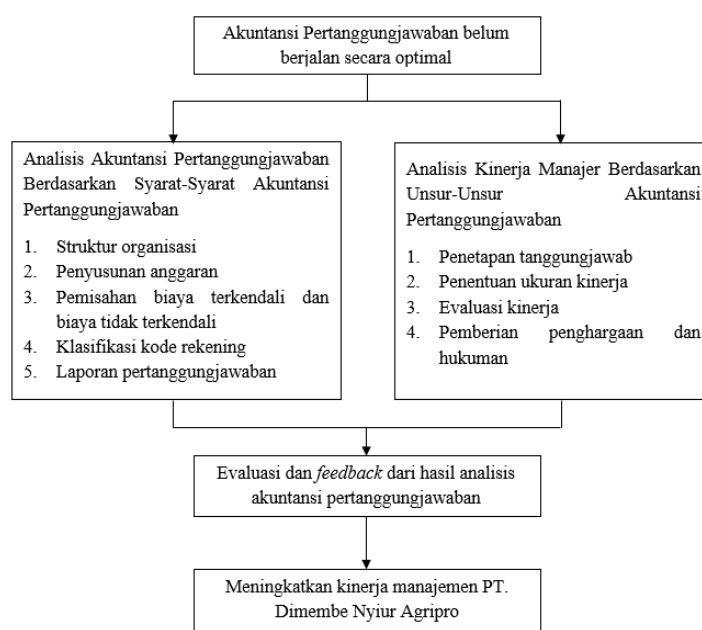 Akuntansi Pertanggungjawaban belum
berjalan secara optimal
Analisis Akuntansi Pertanggungjawaban
Berdasarkan Syarat-Syarat Akuntansi
Pertanggungjawaban
1. Struktur organisasi
2. Penyusunan anggaran
3. Pemisahan biaya terkendali dan
biaya tidak terkendali
4. Klasifikasi kode rekening
5. Laporan pertanggungjawaban
Analisis Kinerja Manajer Berdasarkan
Unsur-Unsur Akuntansi
Pertanggungjawaban
1. Penetapan tanggungjawab
2. Penentuan ukuran kinerja
3. Evaluasi kinerja
4. Pemberian penghargaan dan
hukuman
Evaluasi dan feedback dari hasil analisis
akuntansi pertanggungjawaban
Meningkatkan kinerja manajemen PT.
Dimembe Nyiur Agripro